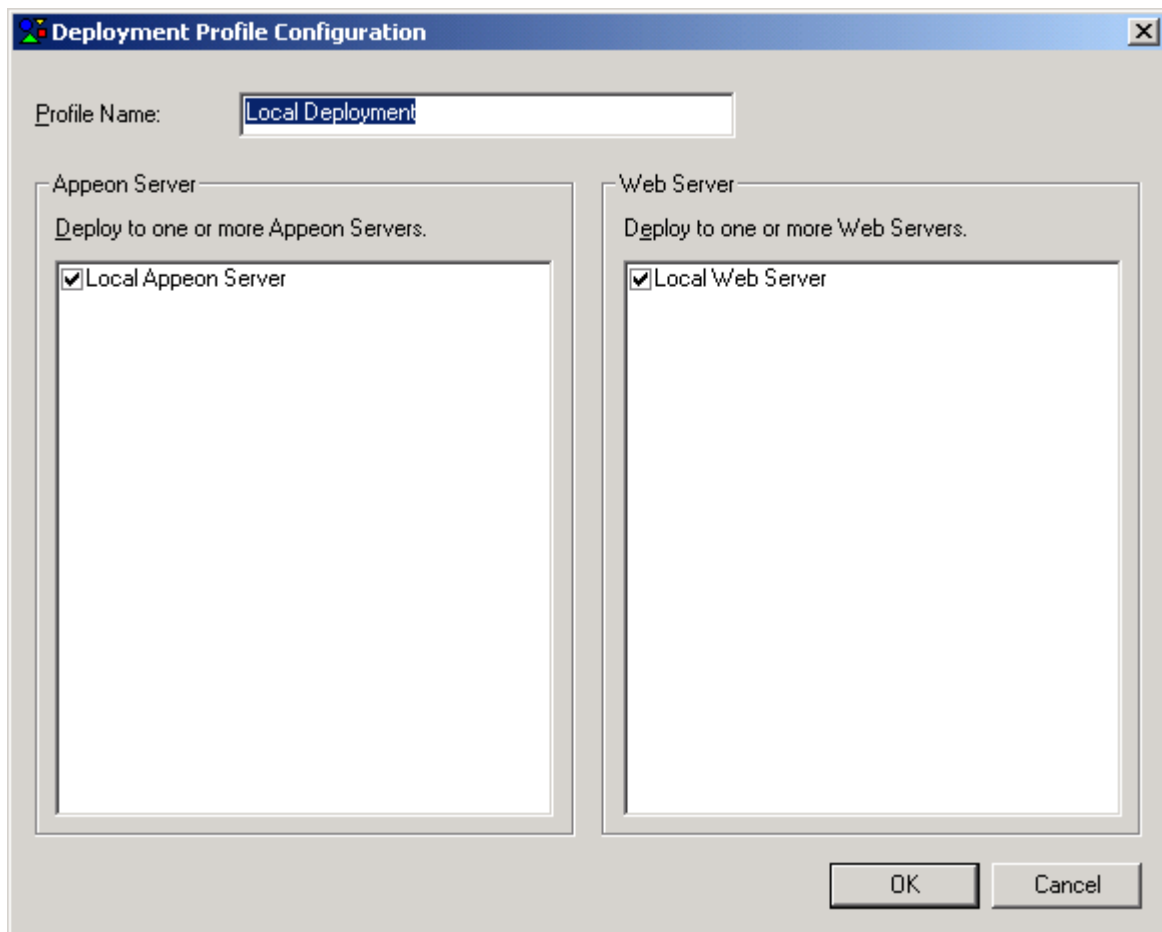 Deployment Profile Configuration
Profile Name:
Local Deployment
Appeon Server
Deploy to one or more Appeon Servers.
Local Appeon Server
Web Server
Deploy to one or more Web Servers.
Local Web Server
OK
Cancel